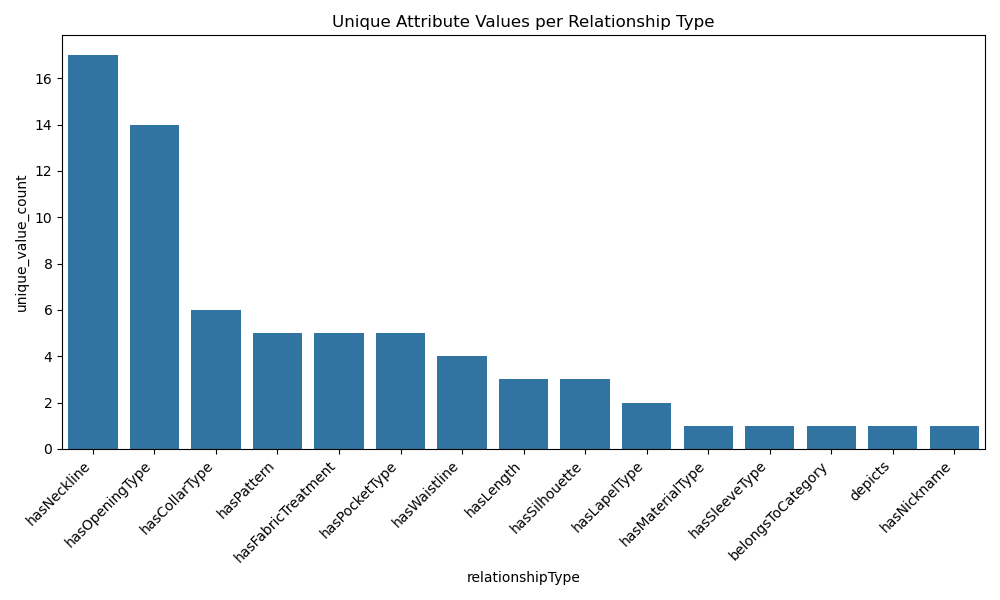 Unique Attribute Values per Relationship Type
unique_value_count
16
14
12
10
8
6
4
2
0
hasNeckline
hasOpeningType
hasCollarType
hasPattern
hasFabricTreatment
hasPocketType
hasWaistline
hasLength
hasSilhouette
hasLapelType
hasMaterialType
hasSleeveType
belongsToCategory
depicts
hasNickname
relationshipType